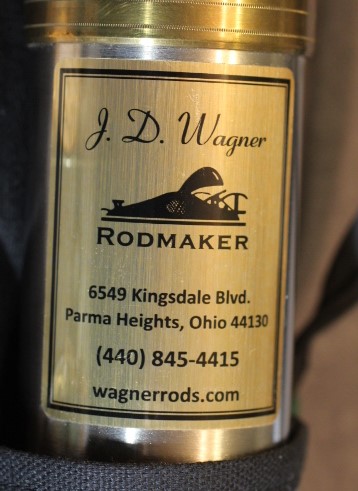 J. D. Wagner
RODMAKER
6549 Kingsdale Blvd.
Parma Heights, Ohio 44130
(440) 845-4415
wagnerrods.com